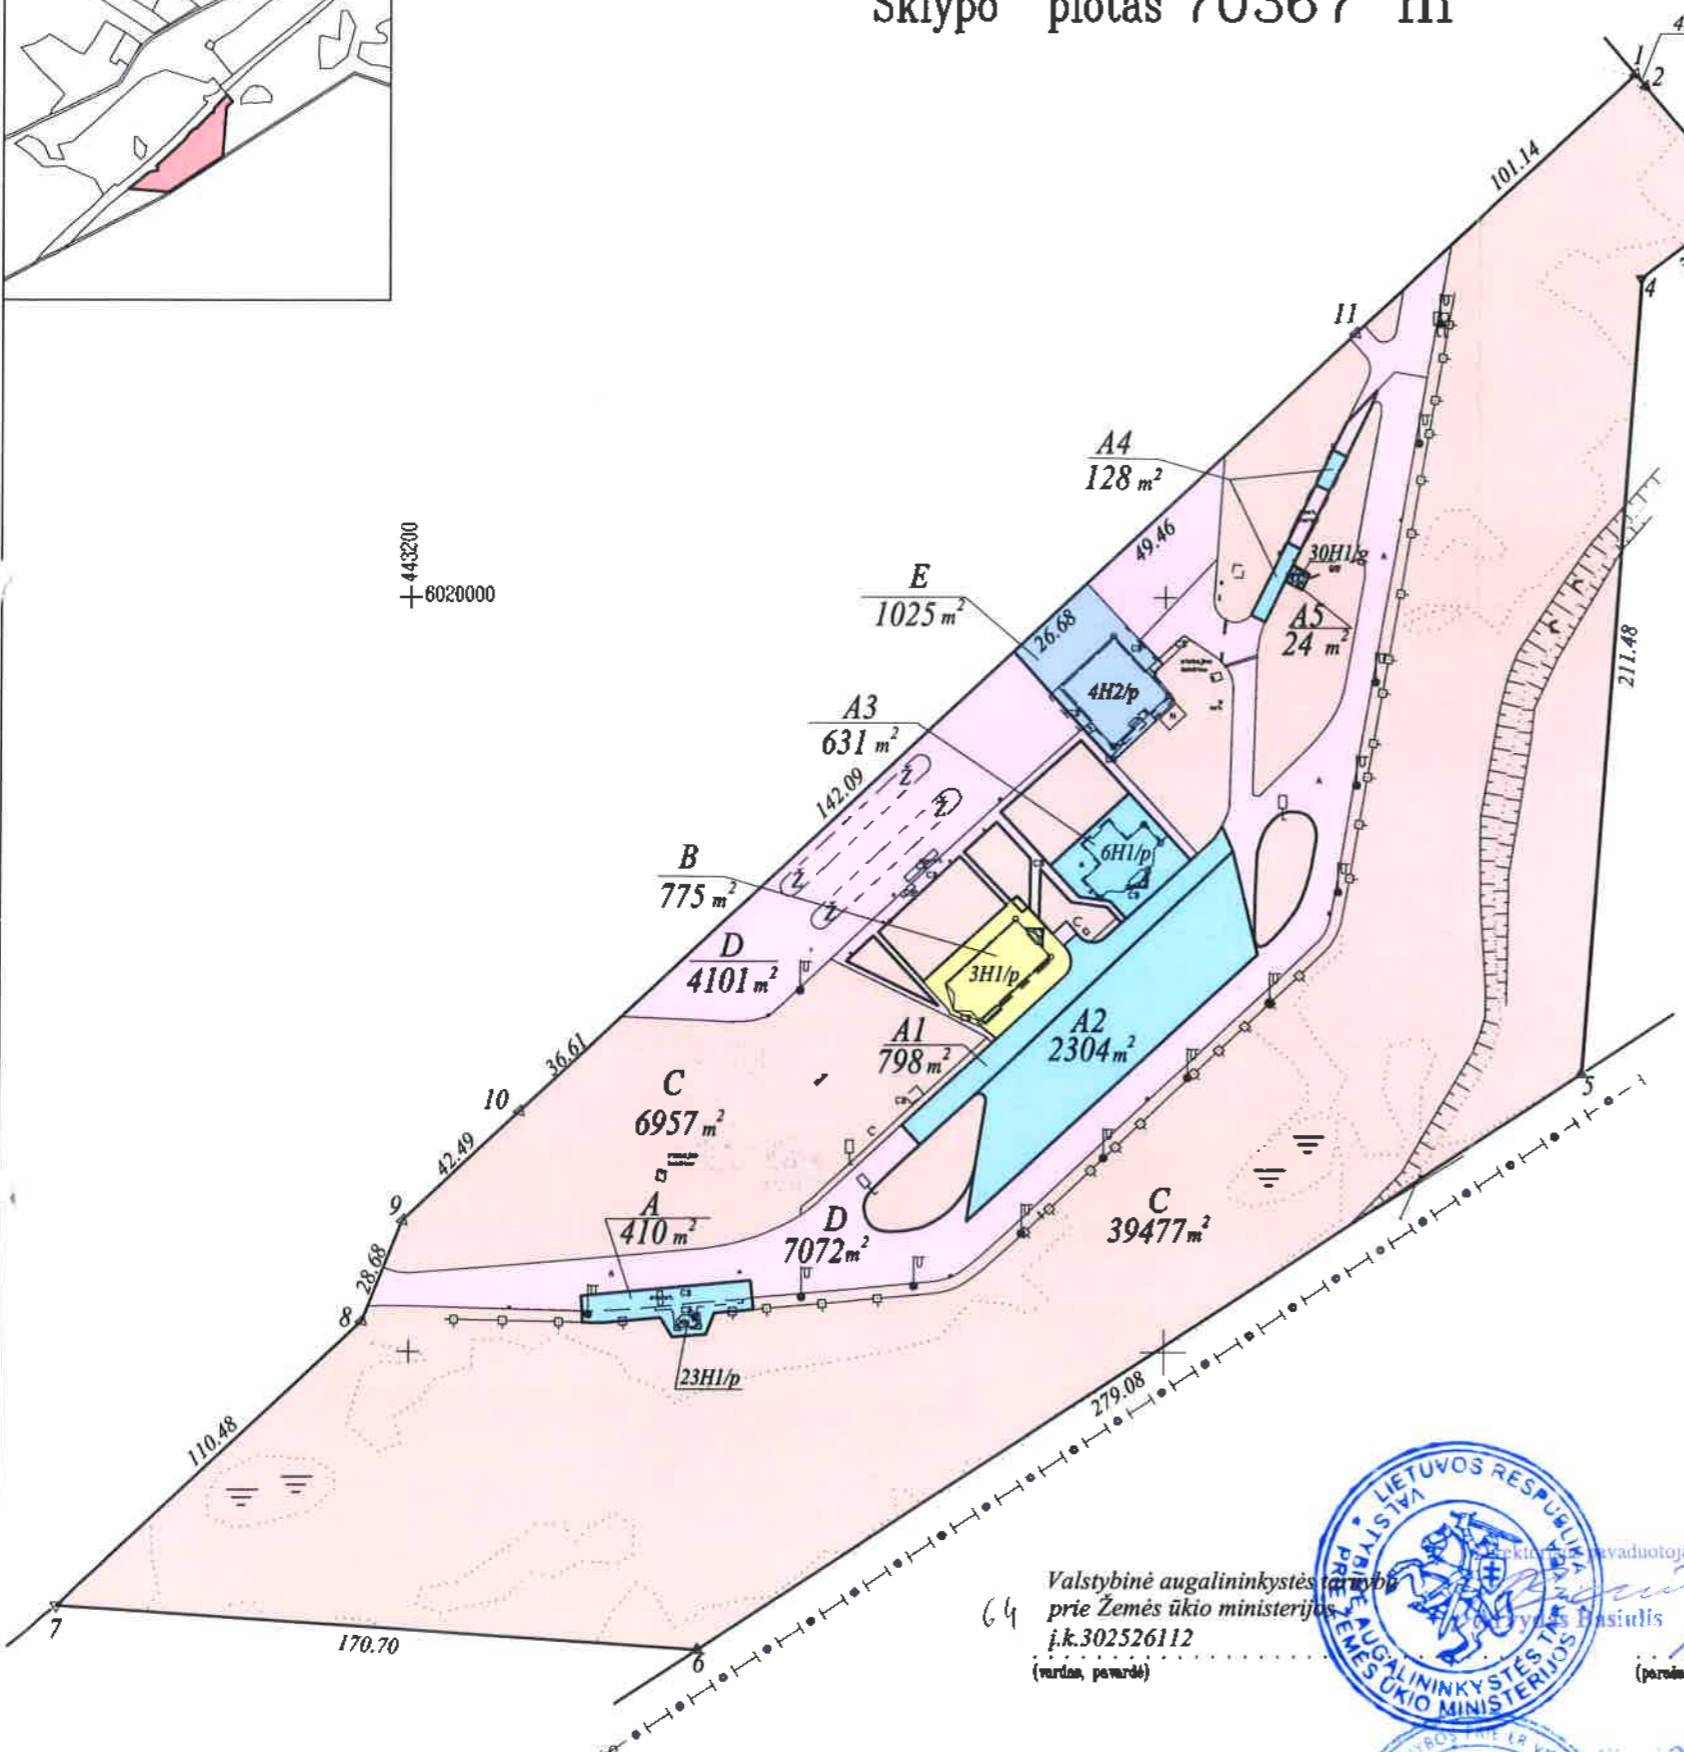 Sklypo plotas 70367 m
1
2
4
101.14
4
11
A4
128 m²
443200
6020000
49.46
30H1/g
E
1025 m²
26.68
A5
24 m²
211.48
4H2/p
A3
631 m²
Ž
Ž
142.09
6H1/p
B
775 m²
Ž
Ž
C
D
4101 m²
3H1/p
A2
2304 m²
A1
798 m²
36.61
5
C
6957 m²
10
C
42.49
9
A
410 m²
D
7072 m²
C
39477 m²
28.68
8
23H1/p
279.08
110.48
7
170.70
6
64
Valstybinė augalininkystės tarnyba
prie Žemės ūkio ministerijos
į.k.302526112
(vardas, pavardė)
LIETUVOS RESPUBLIKA
VALSTYBINĖ AUGALININKYSTĖS TARNYBA
PRIE ŽEMĖS ŪKIO MINISTERIJOS
pavaduotoja